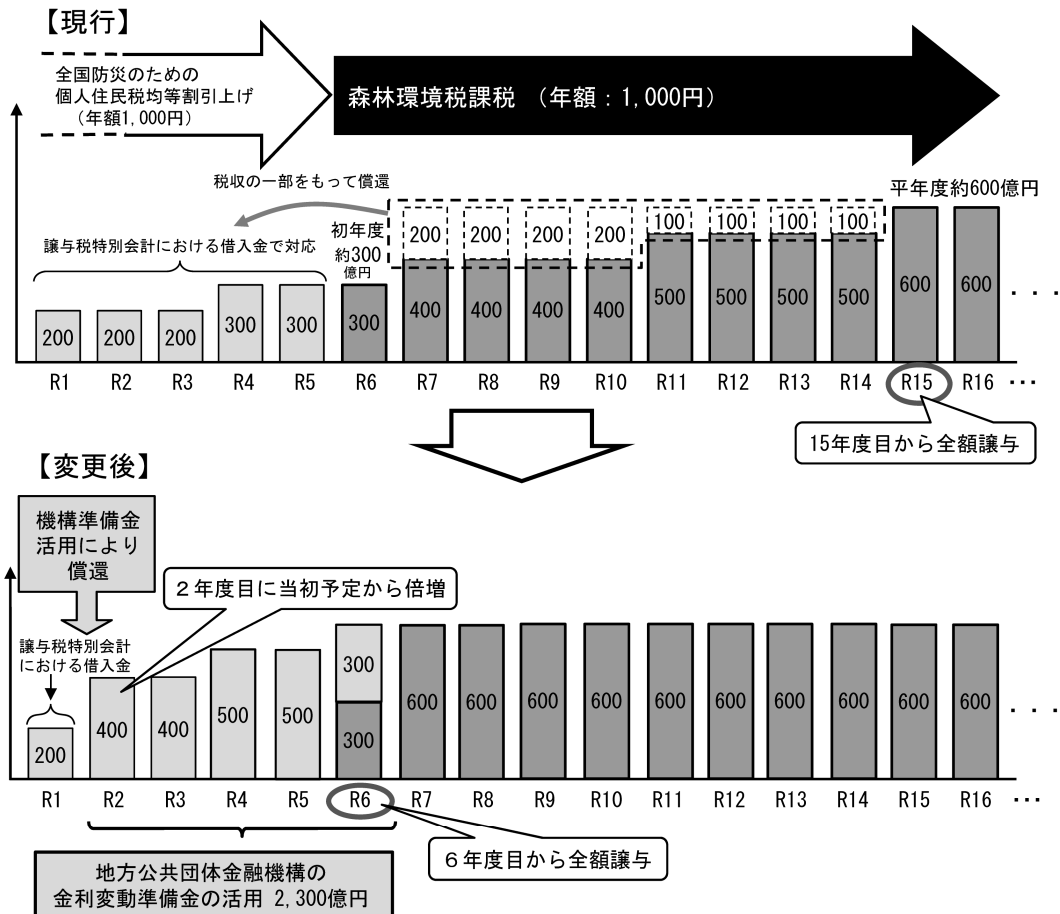 【現行】
全国防災のための
個人住民税均等割引上げ
（年額1,000円）
森林環境税課税　（年額：1,000円）
税収の一部をもって償還
平年度約600億円
譲与税特別会計における借入金で対応
初年度
約300
億円
200 200 200 200 100 100 100 100
200 200 200 300 300 300 400 400 400 400 500 500 500 500 600 600 ・・・
R1 R2 R3 R4 R5 R6 R7 R8 R9 R10 R11 R12 R13 R14 R15 R16 …
15年度目から全額譲与
【変更後】
機構準備金
活用により
償還
２年度目に当初予定から倍増
譲与税特別会計
における借入金
300
200 400 400 500 500 300 600 600 600 600 600 600 600 600 600 600 ・・・
R1 R2 R3 R4 R5 R6 R7 R8 R9 R10 R11 R12 R13 R14 R15 R16 …
６年度目から全額譲与
地方公共団体金融機構の
金利変動準備金の活用 2,300億円